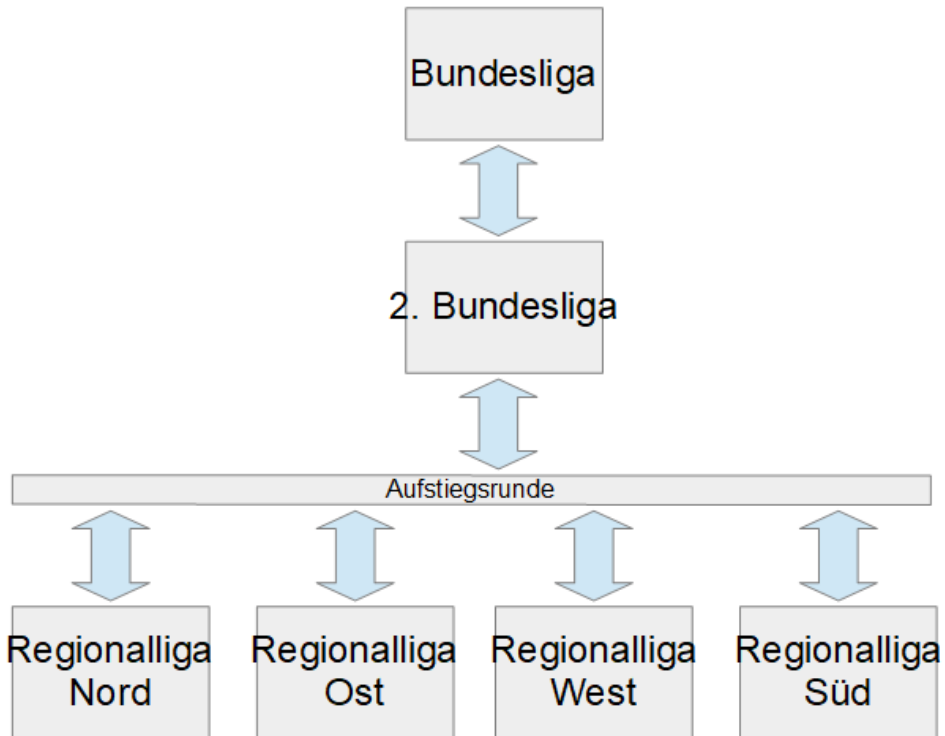 Bundesliga
2. Bundesliga
Aufstiegsrunde
Regionalliga
Nord
Regionalliga
Ost
Regionalliga
West
Regionalliga
Süd